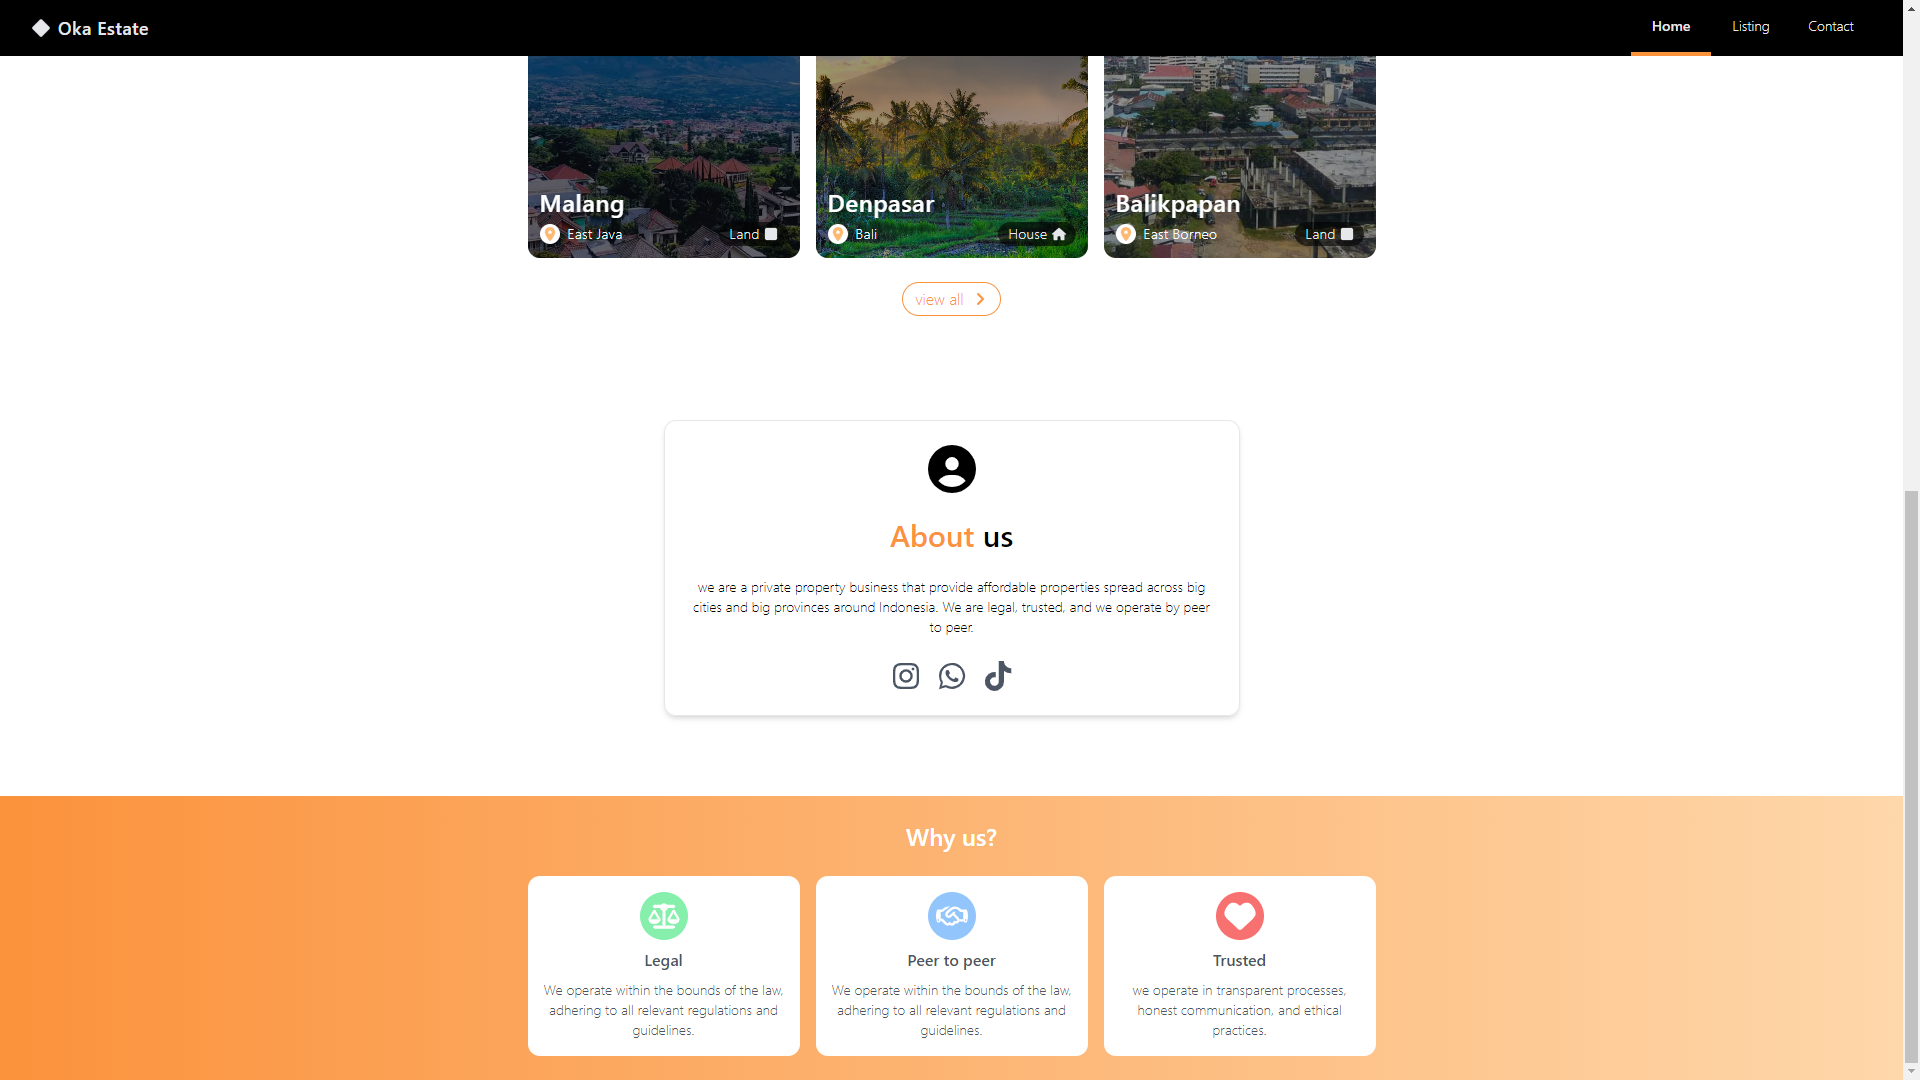 Oka Estate
Home
Listing
Contact
Malang
East Java
Land
Denpasar
Bali
House
Balikpapan
East Borneo
Land
view all
About us
we are a private property business that provide affordable properties spread across big
cities and big provinces around Indonesia. We are legal, trusted, and we operate by peer
to peer.
Why us?
Legal
We operate within the bounds of the law,
adhering to all relevant regulations and
guidelines.
Peer to peer
We operate within the bounds of the law,
adhering to all relevant regulations and
guidelines.
Trusted
we operate in transparent processes,
honest communication, and ethical
practices.